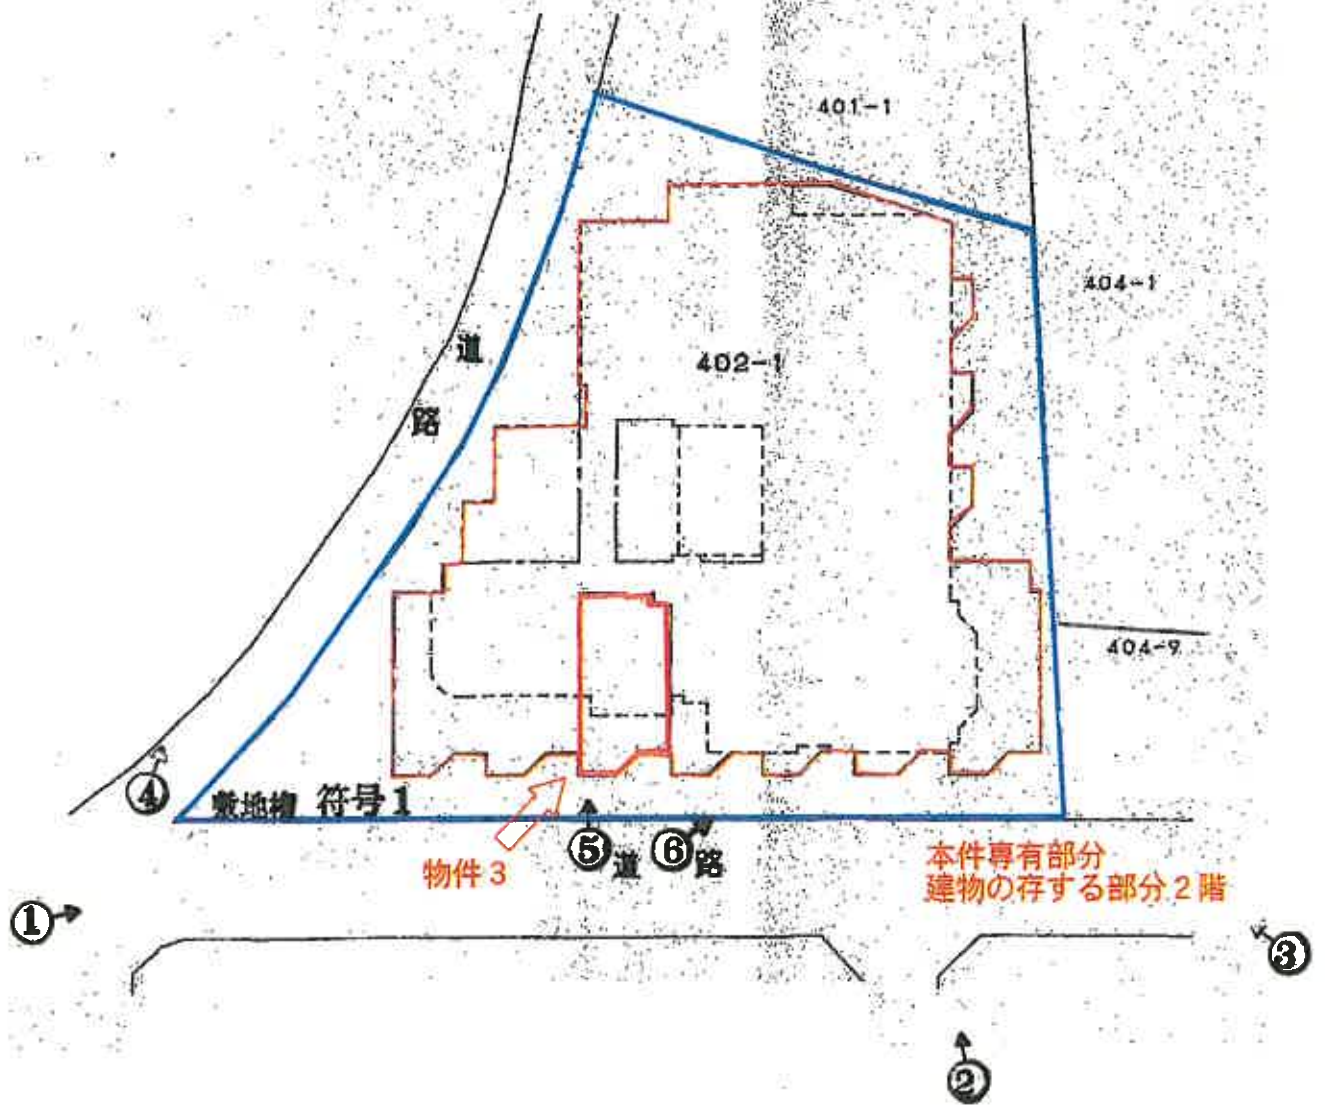 401-1
404-1
道
路
402-1
404-9
④
敷地権 符号1
⑤ 道 ⑥ 路
物件3
本件専有部分
建物の存する部分2階
①
③
②